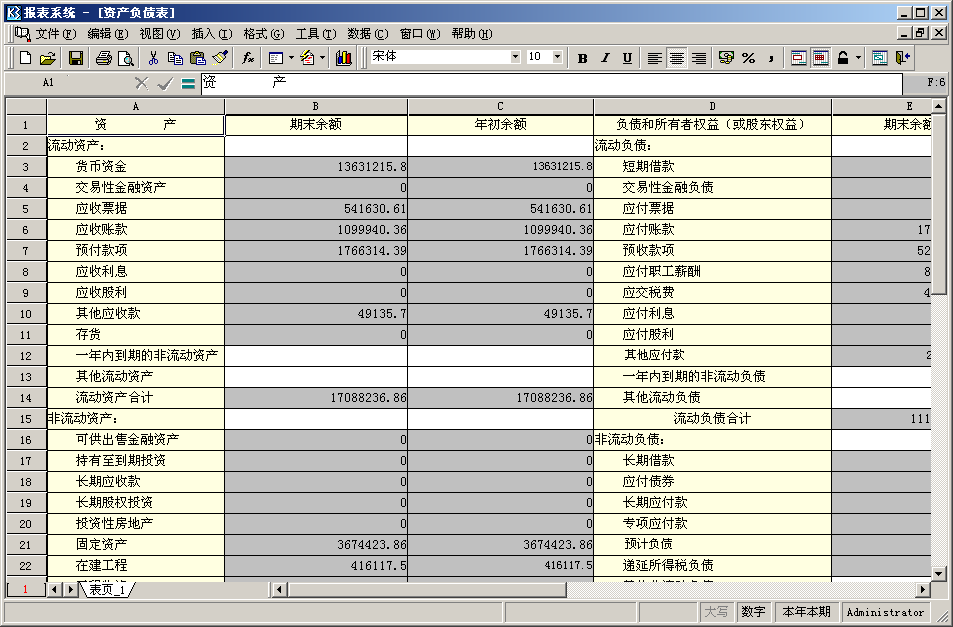 报表系统 - [资产负债表]
文件(F) 编辑(E) 视图(V) 插入(I) 格式(G) 工具(T) 数据(C) 窗口(W) 帮助(H)
fx 宋体 10 B I U % ,
A1 资 产 F:6
A B C D E
1 资 产 期末余额 年初余额 负债和所有者权益（或股东权益） 期末余额
2 流动资产: 流动负债:
3 货币资金 13631215.8 13631215.8 短期借款
4 交易性金融资产 0 0 交易性金融负债
5 应收票据 541630.61 541630.61 应付票据
6 应收账款 1099940.36 1099940.36 应付账款 17
7 预付款项 1766314.39 1766314.39 预收款项 52
8 应收利息 0 0 应付职工薪酬 8
9 应收股利 0 0 应交税费 4
10 其他应收款 49135.7 49135.7 应付利息
11 存货 0 0 应付股利
12 一年内到期的非流动资产 其他应付款 2
13 其他流动资产 一年内到期的非流动负债
14 流动资产合计 17088236.86 17088236.86 其他流动负债
15 非流动资产: 流动负债合计 111
16 可供出售金融资产 0 0 非流动负债:
17 持有至到期投资 0 0 长期借款
18 长期应收款 0 0 应付债券
19 长期股权投资 0 0 长期应付款
20 投资性房地产 0 0 专项应付款
21 固定资产 3674423.86 3674423.86 预计负债
22 在建工程 416117.5 416117.5 递延所得税负债
1 表页_1
大写 数字 本年本期 Administrator